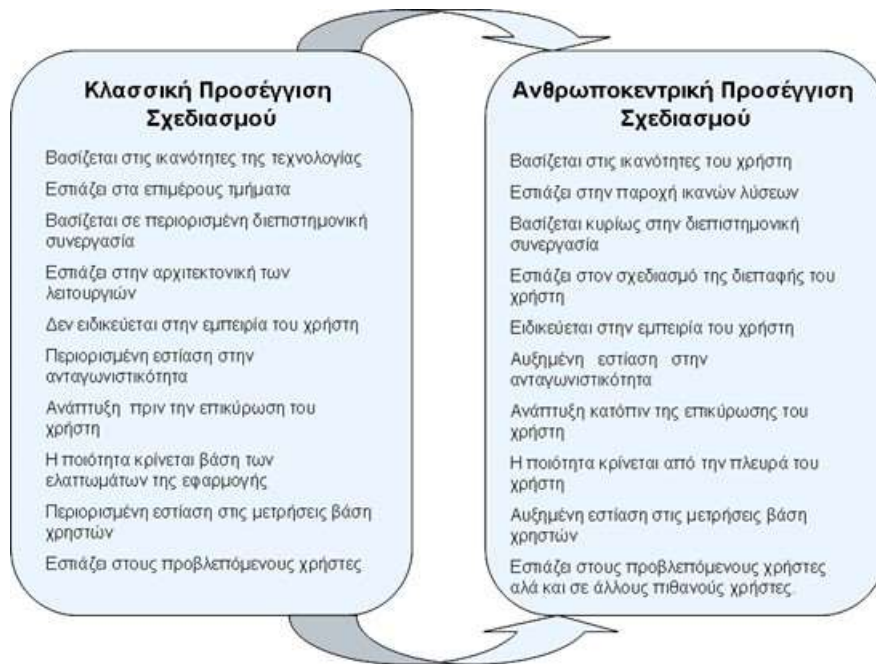 Κλασσική Προσέγγιση
Σχεδιασμού
Βασίζεται στις ικανότητες της τεχνολογίας
Εστιάζει στα επιμέρους τμήματα
Βασίζεται σε περιορισμένη διεπιστημονική
συνεργασία
Εστιάζει στην αρχιτεκτονική των
λειτουργιών
Δεν ειδικεύεται στην εμπειρία του χρήστη
Περιορισμένη εστίαση στην
ανταγωνιστικότητα
Ανάπτυξη πριν την επικύρωση του
χρήστη
Η ποιότητα κρίνεται βάση των
ελαττωμάτων της εφαρμογής
Περιορισμένη εστίαση στις μετρήσεις βάση
χρηστών
Εστιάζει στους προβλεπόμενους χρήστες
Ανθρωποκεντρική Προσέγγιση
Σχεδιασμού
Βασίζεται στις ικανότητες του χρήστη
Εστιάζει στην παροχή ικανών λύσεων
Βασίζεται κυρίως στην διεπιστημονική
συνεργασία
Εστιάζει στον σχεδιασμό της διεπαφής του
χρήστη
Ειδικεύεται στην εμπειρία του χρήστη
Αυξημένη εστίαση στην
ανταγωνιστικότητα
Ανάπτυξη κατόπιν της επικύρωσης του
χρήστη
Η ποιότητα κρίνεται από την πλευρά του
χρήστη
Αυξημένη εστίαση στις μετρήσεις βάση
χρηστών
Εστιάζει στους προβλεπόμενους χρήστες
αλά και σε άλλους πιθανούς χρήστες.